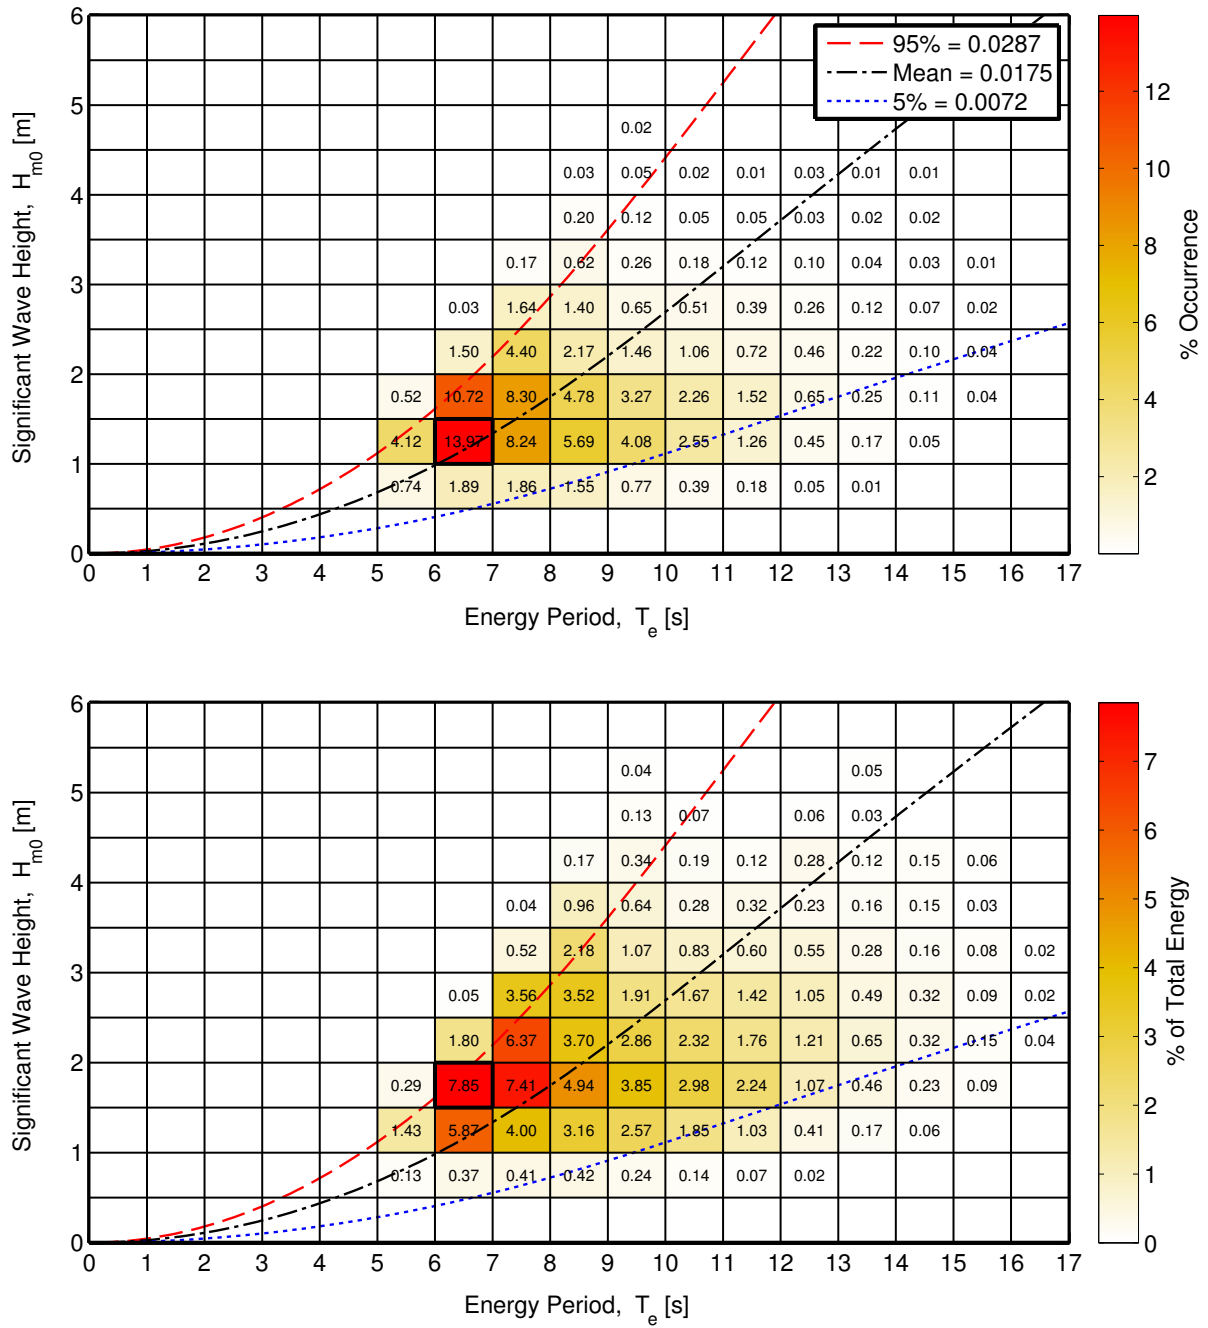 6
95% = 0.0287
Mean = 0.0175
5% = 0.0072
12
5
0.02
0.03 0.05 0.02 0.01 0.03 0.01 0.01
10
4
0.20 0.12 0.05 0.05 0.03 0.02 0.02
0.17 0.62 0.26 0.18 0.12 0.10 0.04 0.03 0.01
8
3
0.03 1.64 1.40 0.65 0.51 0.39 0.26 0.12 0.07 0.02
6
1.50 4.40 2.17 1.46 1.06 0.72 0.46 0.22 0.10 0.04
2
0.52 10.72 8.30 4.78 3.27 2.26 1.52 0.65 0.25 0.11 0.04
4
4.12 13.97 8.24 5.69 4.08 2.55 1.26 0.45 0.17 0.05
1
0.74 1.89 1.86 1.55 0.77 0.39 0.18 0.05 0.01
2
0
0 1 2 3 4 5 6 7 8 9 10 11 12 13 14 15 16 17
Energy Period, Te [s]
Significant Wave Height, Hm0 [m]
% Occurrence
6
0.04 0.05
7
5
0.13 0.07 0.06 0.03
0.17 0.34 0.19 0.12 0.28 0.12 0.15 0.06
6
4
0.04 0.96 0.64 0.28 0.32 0.23 0.16 0.15 0.03
0.52 2.18 1.07 0.83 0.60 0.55 0.28 0.16 0.08 0.02
5
3
0.05 3.56 3.52 1.91 1.67 1.42 1.05 0.49 0.32 0.09 0.02
4
1.80 6.37 3.70 2.86 2.32 1.76 1.21 0.65 0.32 0.15 0.04
2
0.29 7.85 7.41 4.94 3.85 2.98 2.24 1.07 0.46 0.23 0.09
3
1.43 5.87 4.00 3.16 2.57 1.85 1.03 0.41 0.17 0.06
2
1
0.13 0.37 0.41 0.42 0.24 0.14 0.07 0.02
1
0
0
0 1 2 3 4 5 6 7 8 9 10 11 12 13 14 15 16 17
Energy Period, Te [s]
Significant Wave Height, Hm0 [m]
% of Total Energy